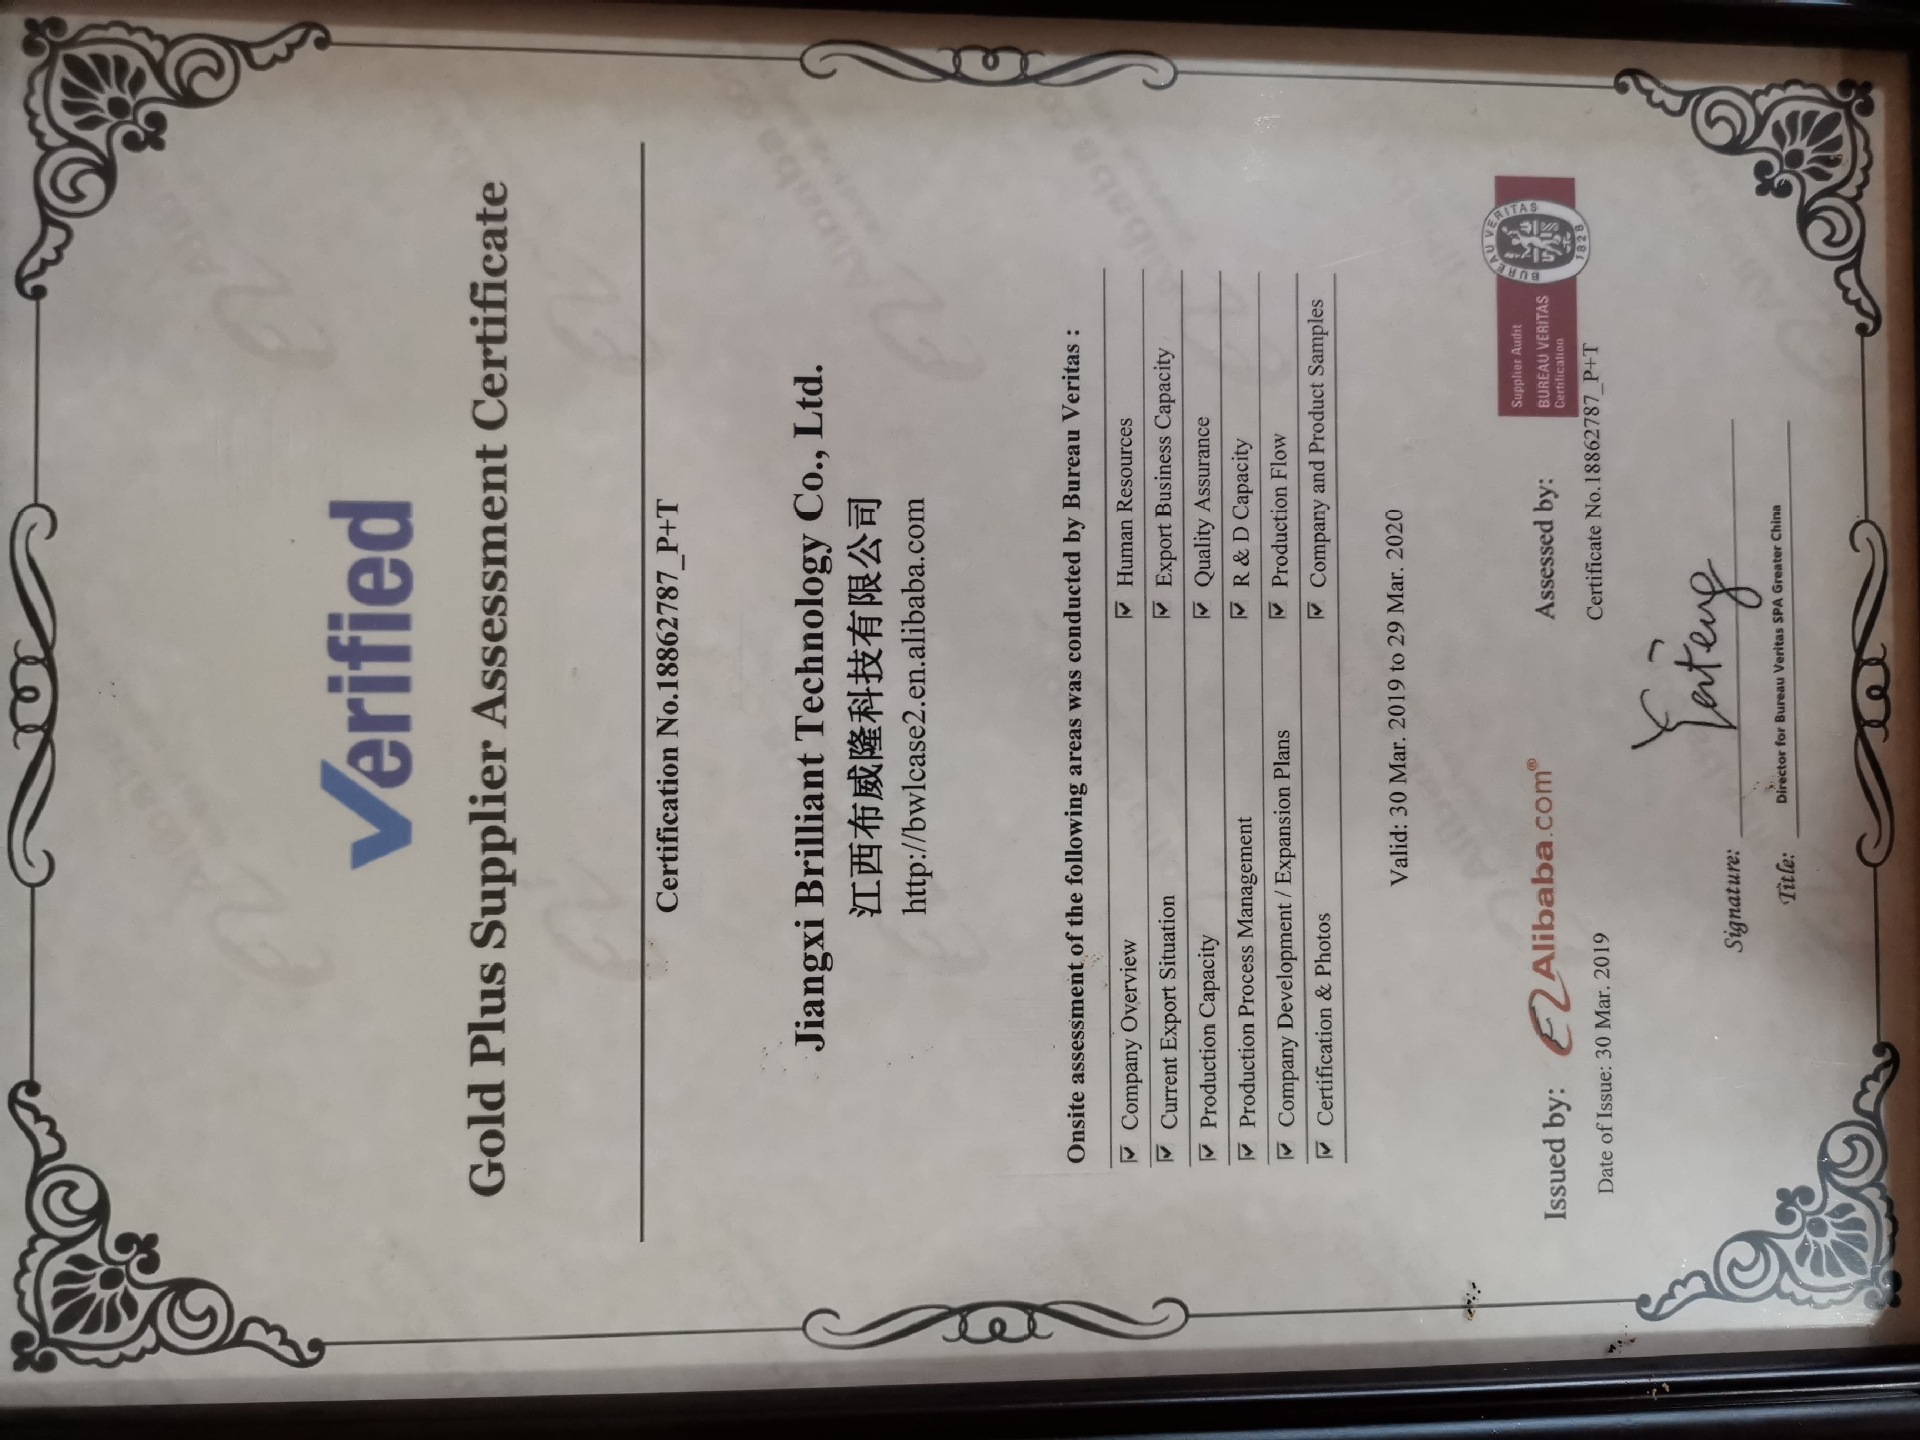 Verified
Gold Plus Supplier Assessment Certificate
Certification No.18862787_P+T
Jiangxi Brilliant Technology Co., Ltd.
江西布威隆科技有限公司
http://bwlcase2.en.alibaba.com
Onsite assessment of the following areas was conducted by Bureau Veritas :
Company Overview
Human Resources
Current Export Situation
Export Business Capacity
Production Capacity
Quality Assurance
Production Process Management
R & D Capacity
Company Development / Expansion Plans
Production Flow
Certification & Photos
Company and Product Samples
Valid: 30 Mar. 2019 to 29 Mar. 2020
Issued by:
Alibaba.com®
Date of Issue: 30 Mar. 2019
Assessed by:
Supplier Audit
BUREAU VERITAS
Certification
BUREAU VERITAS
1828
Certificate No.18862787_P+T
Signature:
Title:
Director for Bureau Veritas SPA Greater China